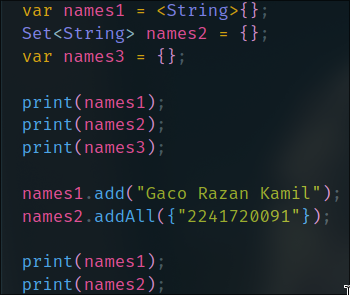 var names1 = <String>{};
Set<String> names2 = {};
var names3 = {};
print(names1);
print(names2);
print(names3);
names1.add("Gaco Razan Kamil");
names2.addAll({"2241720091"});
print(names1);
print(names2);